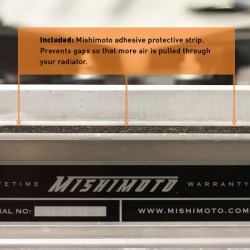 Included: Mishimoto adhesive protective strip.
Prevents gaps so that more air is pulled through
your radiator.
ETIME MISHIMOTO WARRANTY
IAL NO:
WWW.MISHIMOTO.COM